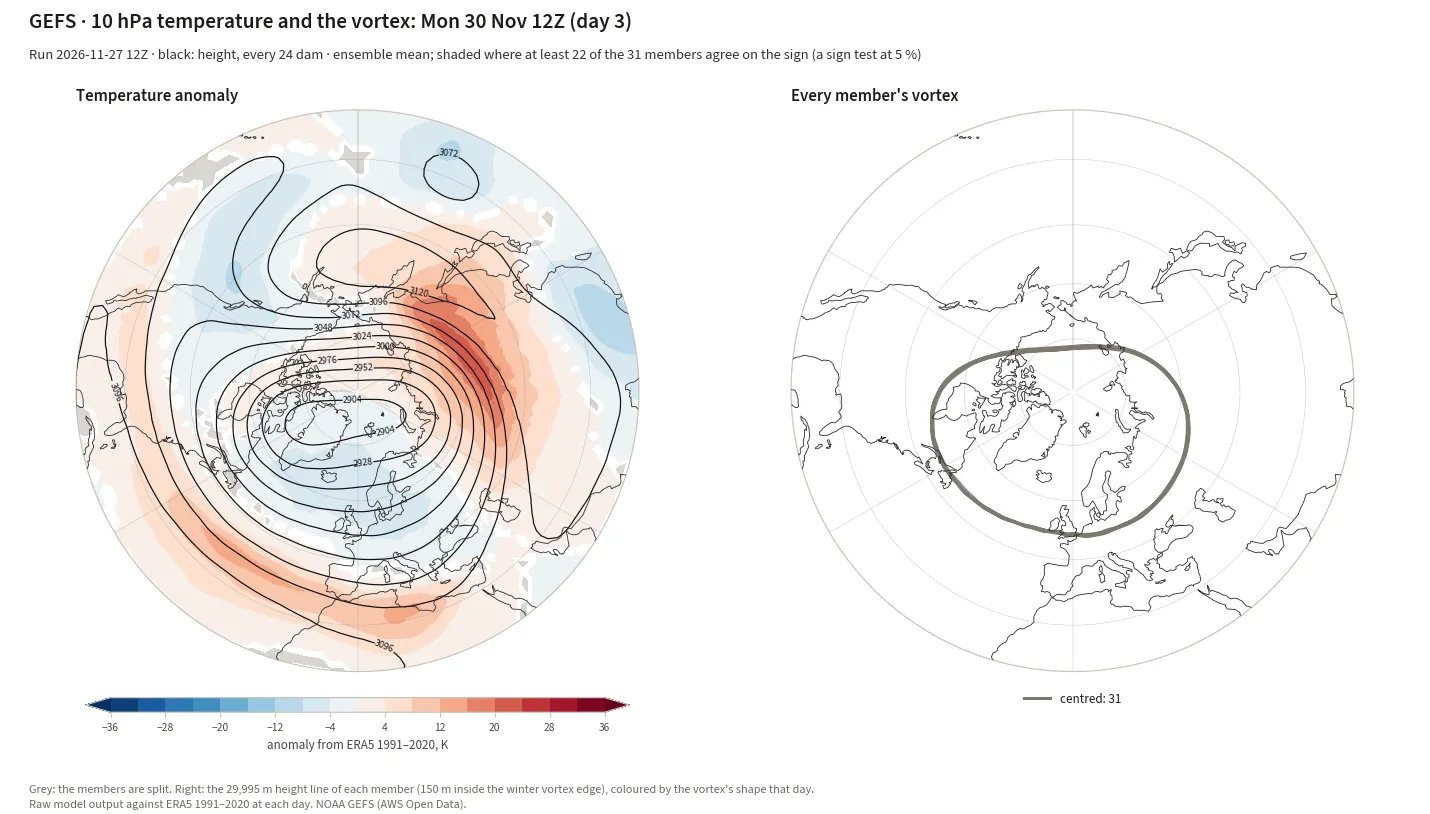 GEFS · 10 hPa temperature and the vortex: Mon 30 Nov 12Z (day 3)
Run 2026-11-27 12Z · black: height, every 24 dam · ensemble mean; shaded where at least 22 of the 31 members agree on the sign (a sign test at 5 %)
Temperature anomaly
Every member's vortex
3072
3120
3096
3072
3048
3024
3000
2976
2952
3096
2904
2904
2928
3096
−36 −28 −20 −12 −4 4 12 20 28 36
anomaly from ERA5 1991–2020, K
centred: 31
Grey: the members are split. Right: the 29,995 m height line of each member (150 m inside the winter vortex edge), coloured by the vortex's shape that day.
Raw model output against ERA5 1991–2020 at each day. NOAA GEFS (AWS Open Data).